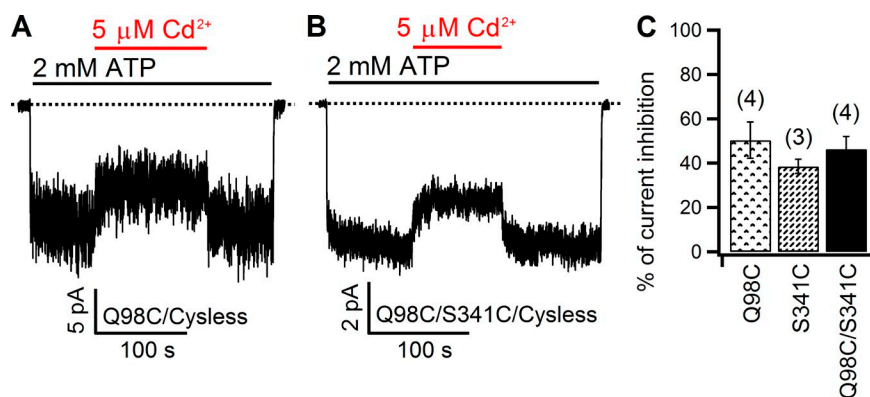 A
5 μM Cd²⁺
2 mM ATP
5 pA
Q98C/Cysless
100 s
B
5 μM Cd²⁺
2 mM ATP
2 pA
Q98C/S341C/Cysless
100 s
C
% of current inhibition
100
80
60
40
20
0
(4)
(3)
(4)
Q98C
S341C
Q98C/S341C